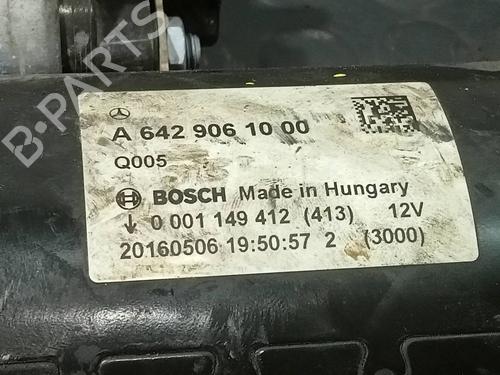 B-PARTS
A 642 906 10 00
Q005
BOSCH Made in Hungary
↓ 0 001 149 412 (413) 12V
20160506 19:50:57 2 (3000)